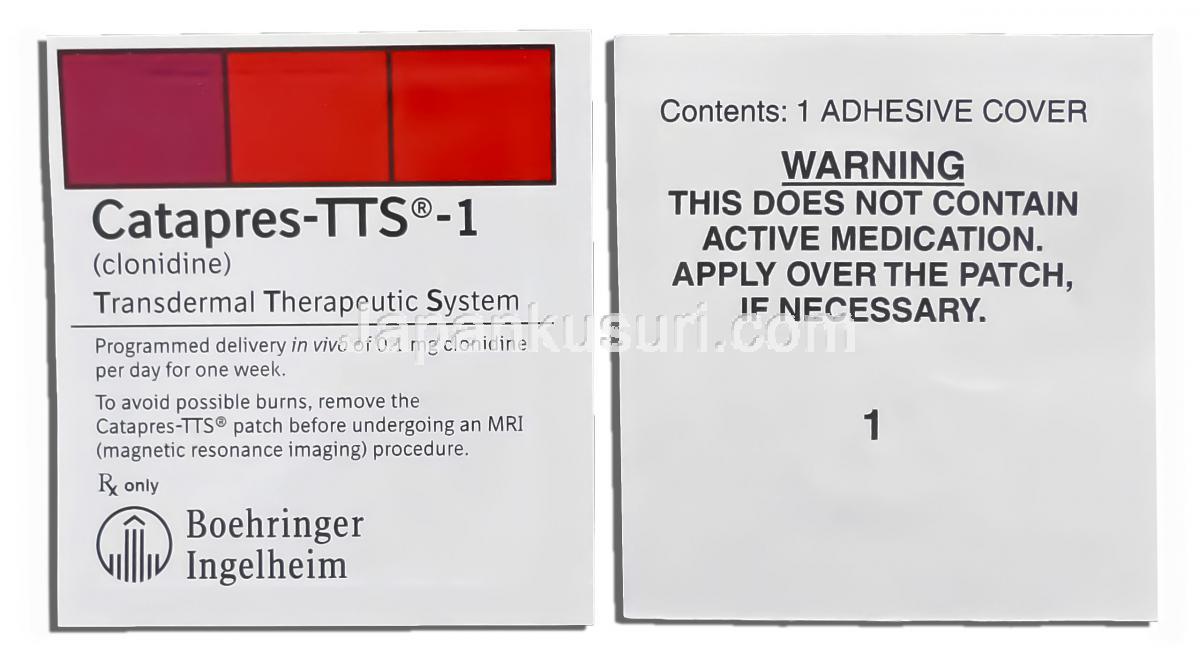 Catapres-TTS®-1
(clonidine)
Transdermal Therapeutic System
Programmed delivery in vivo of 0.1 mg clonidine
per day for one week.
To avoid possible burns, remove the
Catapres-TTS® patch before undergoing an MRI
(magnetic resonance imaging) procedure.
Rx only
Boehringer
Ingelheim
Contents: 1 ADHESIVE COVER
WARNING
THIS DOES NOT CONTAIN
ACTIVE MEDICATION.
APPLY OVER THE PATCH,
IF NECESSARY.
1
Japankusuri.com